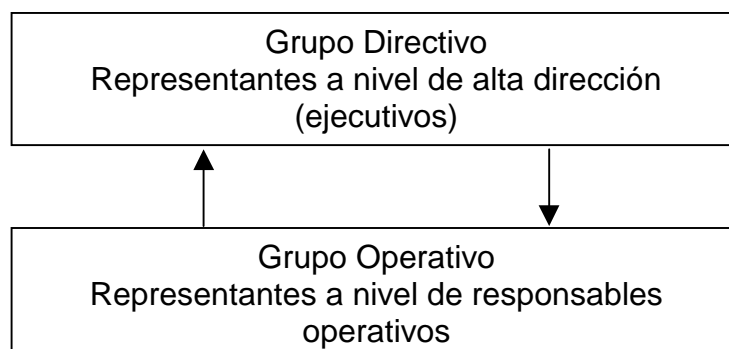 Grupo Directivo
Representantes a nivel de alta dirección
(ejecutivos)
Grupo Operativo
Representantes a nivel de responsables
operativos